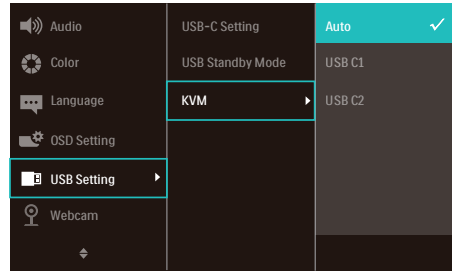 Audio
Color
Language
OSD Setting
USB Setting
Webcam
USB-C Setting
USB Standby Mode
KVM
Auto
USB C1
USB C2